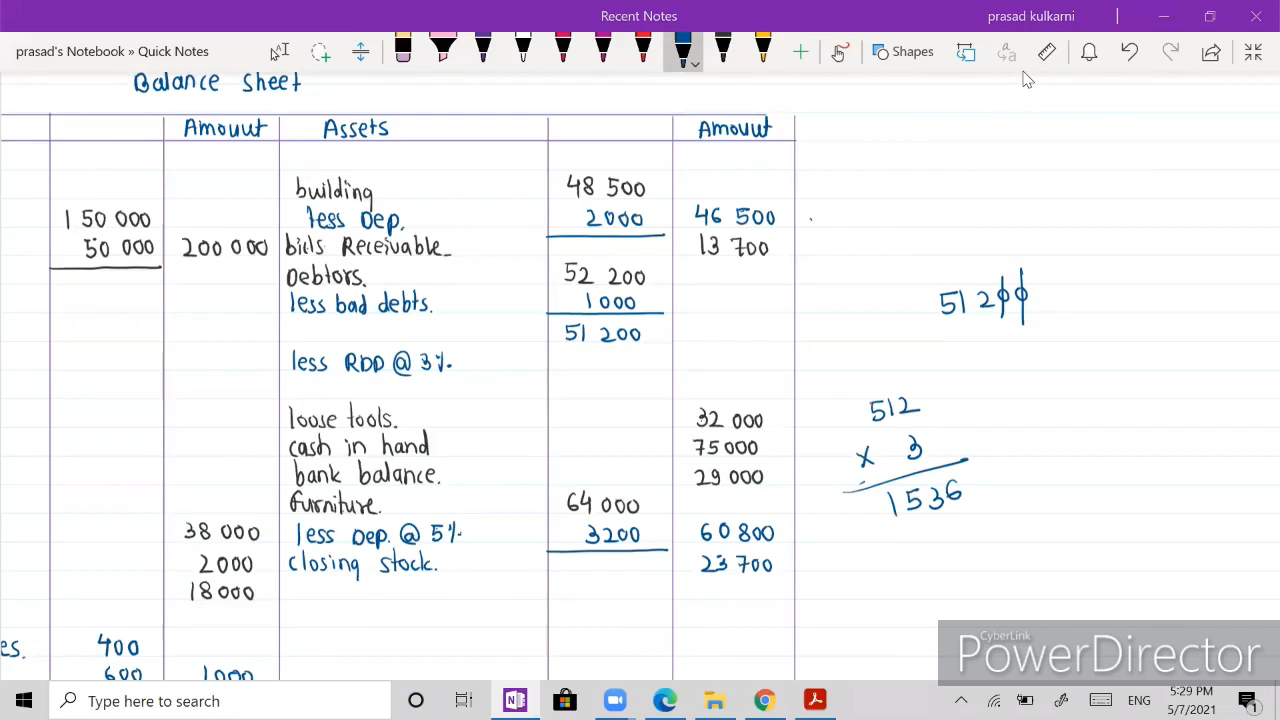 Recent Notes
prasad kulkarni
prasad's Notebook » Quick Notes
Shapes
Balance Sheet
Amount Assets Amount
building 48 500
1 50 000 less Dep. 2000 46 500
50 000 200 000 bills Receivable 13 700
Debtors. 52 200
less bad debts. 1000
51 200
less RDD @ 3%.
loose tools. 32 000
cash in hand 75000
bank balance. 29 000
furniture. 64 000
38 000 less Dep. @ 5% 3200 60 800
2000 closing stock. 23 700
18 000
es. 400
600 1000
51 200
512
x 3
1536
CyberLink
PowerDirector
Type here to search
ENG
5:29 PM
5/7/2021
1